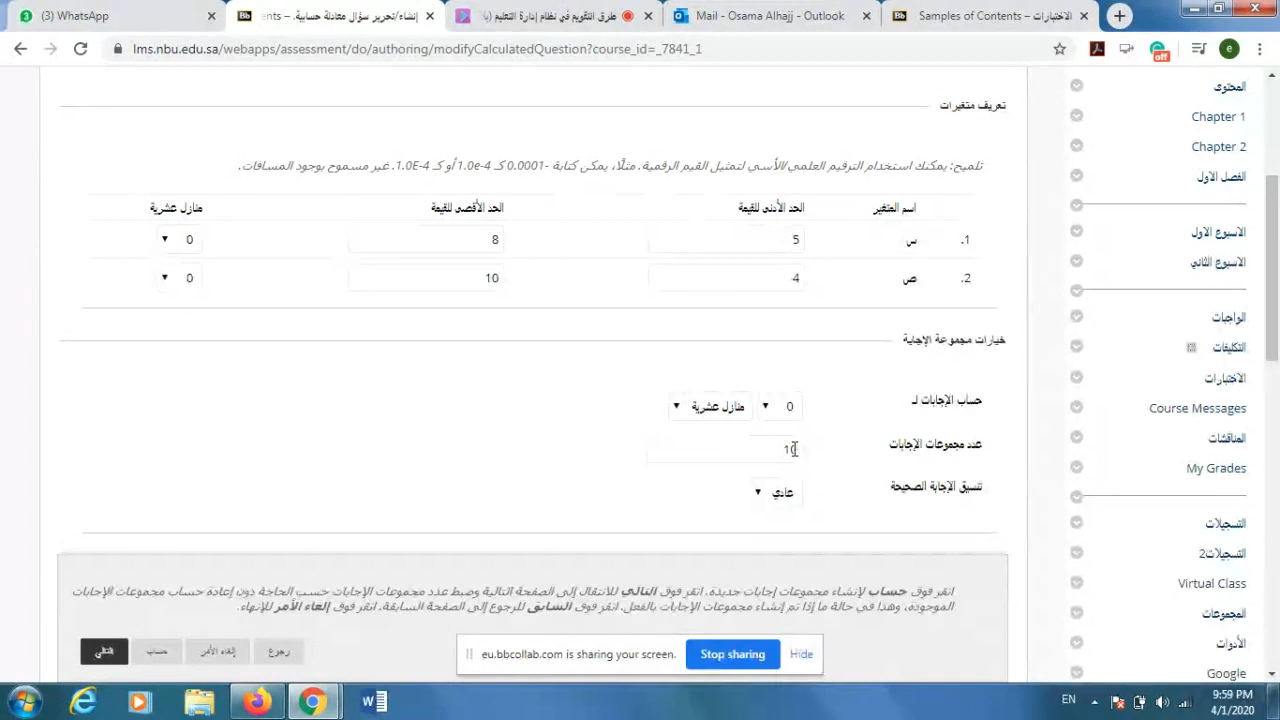 (3) WhatsApp
إنشاء/تحرير سؤال معادلة حسابية. – ents
طرق التقويم في نظام إدارة التعليم
Mail - Osama Alhajj - Outlook
الاختبارات – Samples of Contents
lms.nbu.edu.sa/webapps/assessment/do/authoring/modifyCalculatedQuestion?course_id=_7841_1
off
e
تعريف متغيرات
تلميح: يمكنك استخدام الترقيم العلمي/الأسي لتمثيل القيم الرقمية. مثلًا، يمكن كتابة -0.0001 كـ 1.0e-4 أو كـ 1.0E-4. غير مسموح بوجود المسافات.
اسم المتغير الحد الأدنى للقيمة الحد الأقصى للقيمة منازل عشرية
1. س 5 8 0
2. ص 4 10 0
خيارات مجموعة الإجابة
حساب الإجابات لـ 0 منازل عشرية
عدد مجموعات الإجابات 10
تنسيق الإجابة الصحيحة عادي
انقر فوق حساب لإنشاء مجموعات إجابات جديدة. انقر فوق التالي للانتقال إلى الصفحة التالية وضبط عدد مجموعات الإجابات حسب الحاجة دون إعادة حساب مجموعات الإجابات
الموجودة، وهذا في حالة ما إذا تم إنشاء مجموعات الإجابات بالفعل. انقر فوق السابق للرجوع إلى الصفحة السابقة. انقر فوق إلغاء الأمر للإنهاء.
رجوع إلغاء الأمر حساب التالي
eu.bbcollab.com is sharing your screen. Stop sharing Hide
المحتوى
Chapter 1
Chapter 2
الفصل الاول
الاسبوع الاول
الاسبوع الثاني
الواجبات
التكليفات
الاختبارات
Course Messages
المناقشات
My Grades
التسجيلات
التسجيلات2
Virtual Class
المجموعات
الأدوات
Google
EN
9:59 PM
4/1/2020